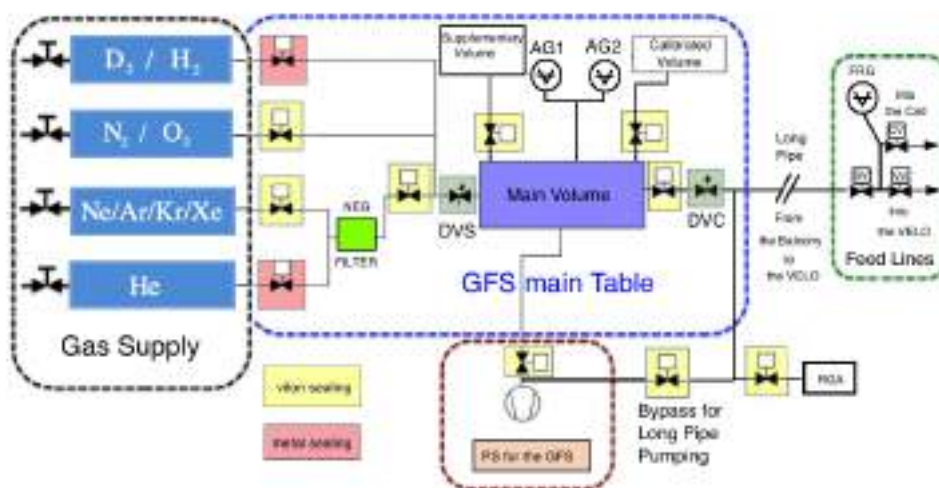 D2 / H2
N2 / O2
Ne/Ar/Kr/Xe
He
Gas Supply
Supplementary
Volume
AG1
AG2
Calibrated
Volume
NEG
FILTER
DVS
Main Volume
DVC
GFS main Table
Long
Pipe
From
the Balcony
to
the VELO
FRG
into
the Cell
Into
the VELO
Feed Lines
viton sealing
metal sealing
PS for the GFS
Bypass for
Long Pipe
Pumping
RGA